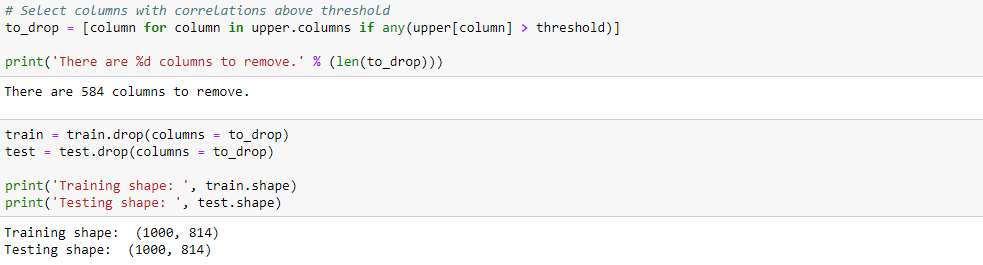 # Select columns with correlations above threshold
to_drop = [column for column in upper.columns if any(upper[column] > threshold)]
print('There are %d columns to remove.' % (len(to_drop)))
There are 584 columns to remove.
train = train.drop(columns = to_drop)
test = test.drop(columns = to_drop)
print('Training shape: ', train.shape)
print('Testing shape: ', test.shape)
Training shape:  (1000, 814)
Testing shape:  (1000, 814)